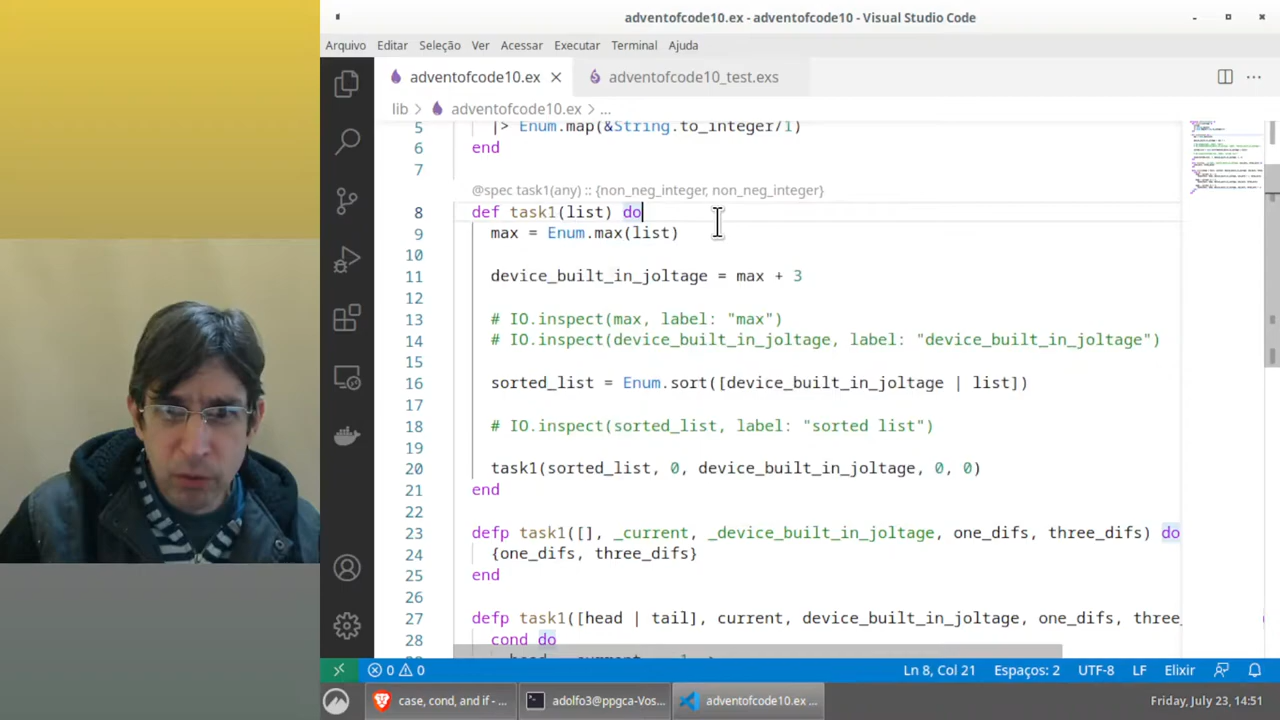 adventofcode10.ex - adventofcode10 - Visual Studio Code
Arquivo Editar Seleção Ver Acessar Executar Terminal Ajuda
adventofcode10.ex adventofcode10_test.exs
lib adventofcode10.ex ...
5 |> Enum.map(&String.to_integer/1)
6 end
7
@spec task1(any) :: {non_neg_integer, non_neg_integer}
8 def task1(list) do
9 max = Enum.max(list)
10
11 device_built_in_joltage = max + 3
12
13 # IO.inspect(max, label: "max")
14 # IO.inspect(device_built_in_joltage, label: "device_built_in_joltage")
15
16 sorted_list = Enum.sort([device_built_in_joltage | list])
17
18 # IO.inspect(sorted_list, label: "sorted list")
19
20 task1(sorted_list, 0, device_built_in_joltage, 0, 0)
21 end
22
23 defp task1([], _current, _device_built_in_joltage, one_difs, three_difs) do
24 {one_difs, three_difs}
25 end
26
27 defp task1([head | tail], current, device_built_in_joltage, one_difs, three_
28 cond do
0 0 Ln 8, Col 21 Espaços: 2 UTF-8 LF Elixir
case, cond, and if - ... adolfo3@ppgca-Vos... adventofcode10.ex ... Friday, July 23, 14:51